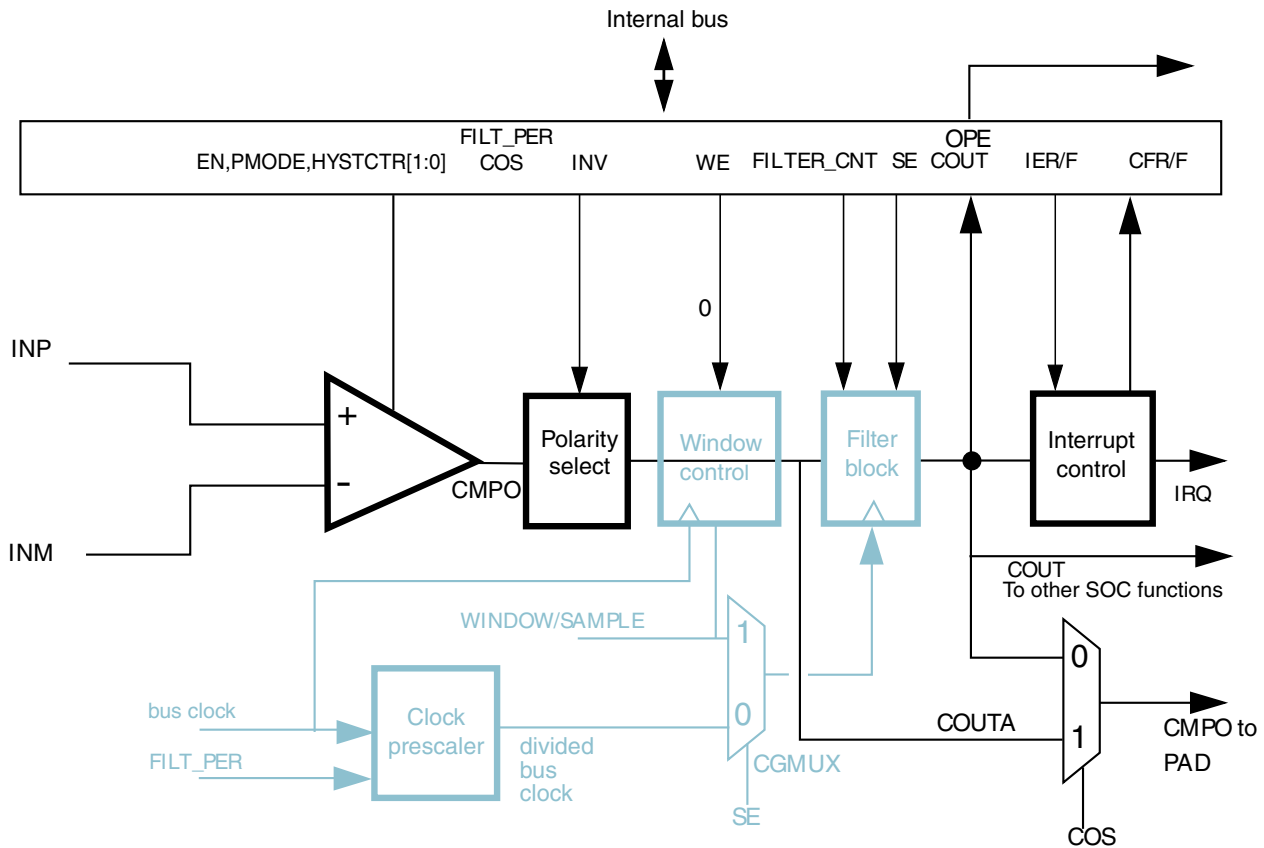 Internal bus
FILT_PER
OPE
EN,PMODE,HYSTCTR[1:0]
COS
INV
WE
FILTER_CNT
SE
COUT
IER/F
CFR/F
0
INP
+
-
INM
CMPO
Polarity
select
Window
control
Filter
block
Interrupt
control
IRQ
COUT
To other SOC functions
WINDOW/SAMPLE
1
0
bus clock
FILT_PER
Clock
prescaler
divided
bus
clock
CGMUX
SE
COUTA
0
1
CMPO to
PAD
COS